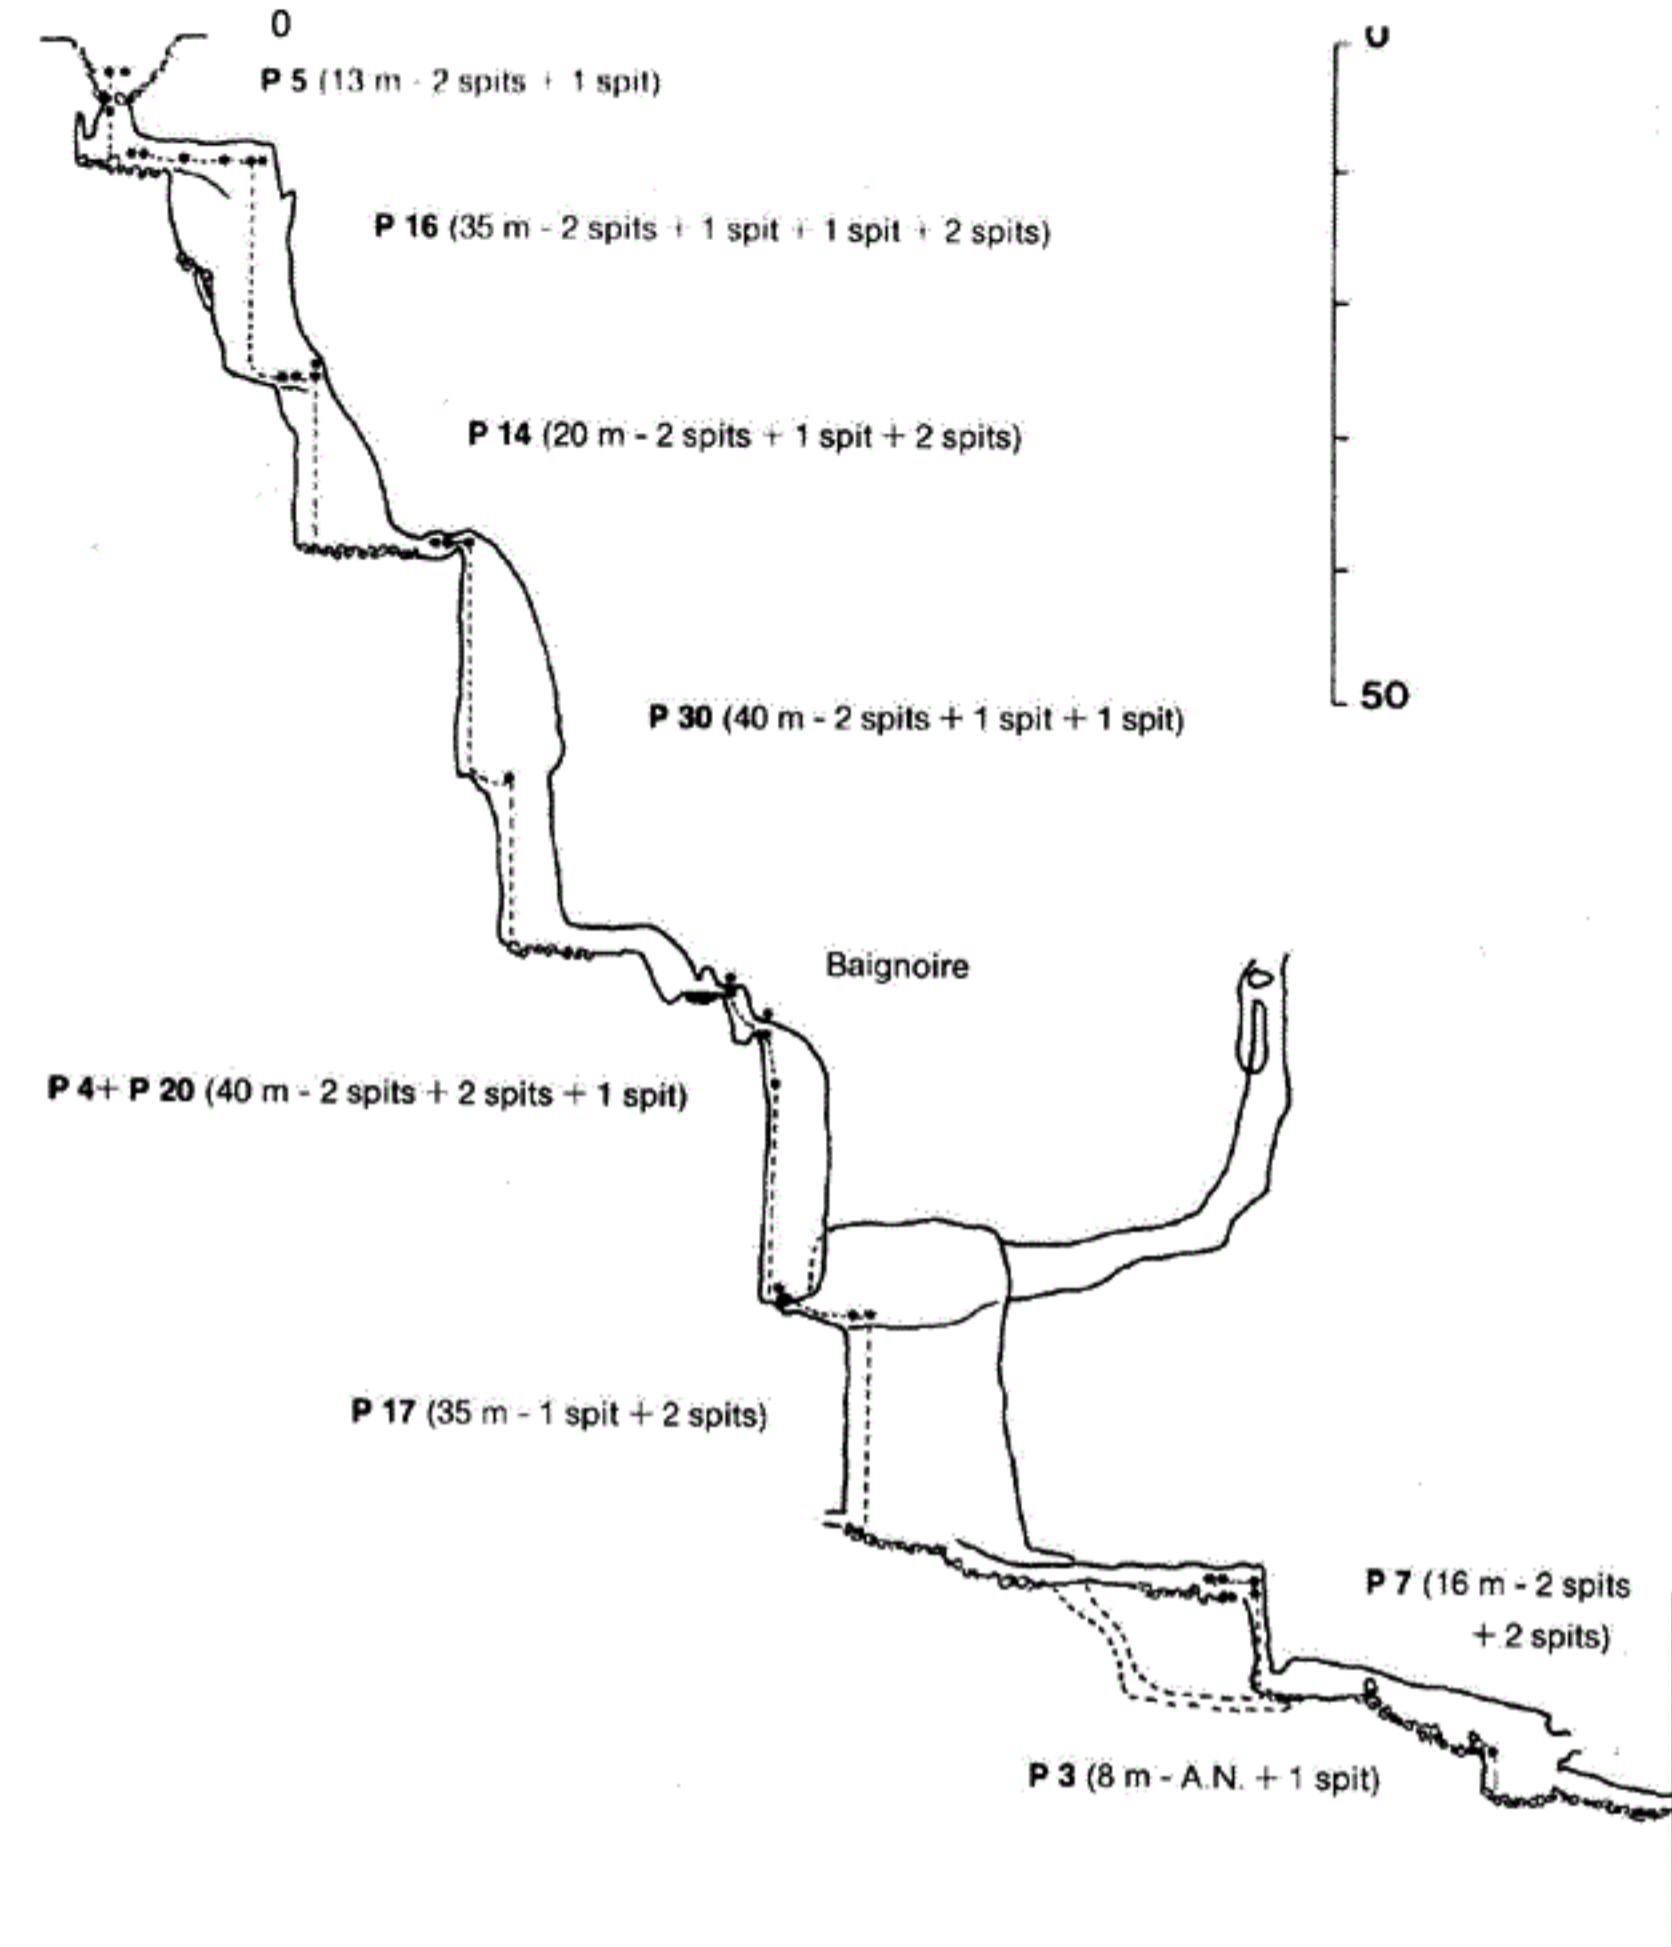 0
0
P 5 (13 m - 2 spits + 1 spit)
P 16 (35 m - 2 spits + 1 spit + 1 spit + 2 spits)
P 14 (20 m - 2 spits + 1 spit + 2 spits)
50
P 30 (40 m - 2 spits + 1 spit + 1 spit)
Baignoire
P 4+ P 20 (40 m - 2 spits + 2 spits + 1 spit)
P 17 (35 m - 1 spit + 2 spits)
P 7 (16 m - 2 spits
+ 2 spits)
P 3 (8 m - A.N. + 1 spit)